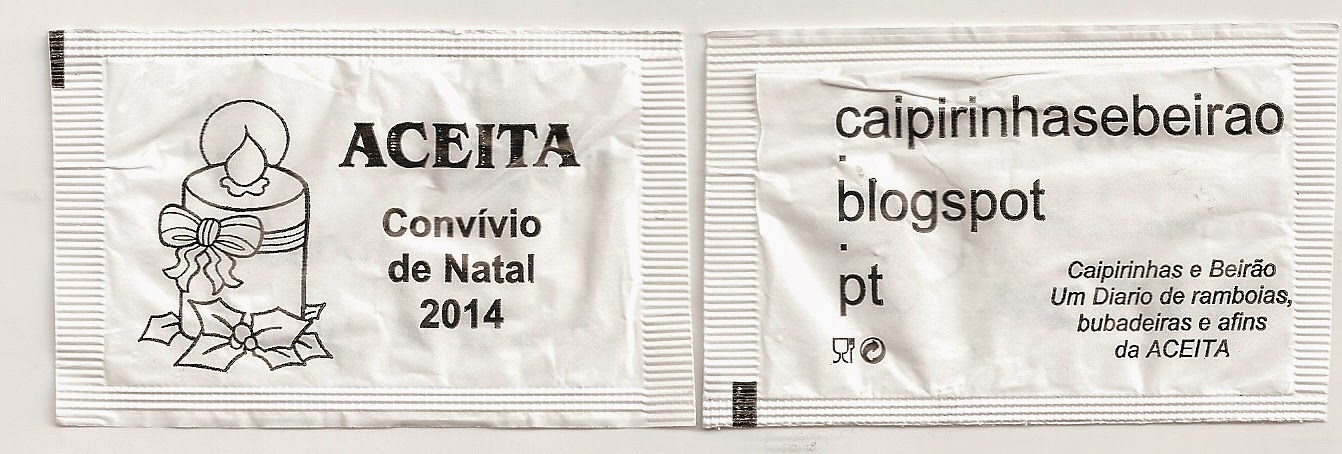 ACEITA
Convívio
de Natal
2014
caipirinhasebeirao
.
blogspot
.
pt
Caipirinhas e Beirão
Um Diario de ramboias,
bubadeiras e afins
da ACEITA